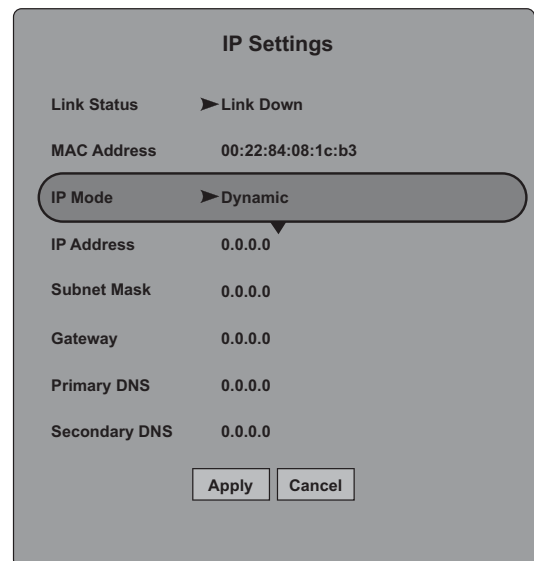 IP Settings
Link Status Link Down
MAC Address 00:22:84:08:1c:b3
IP Mode Dynamic
IP Address 0.0.0.0
Subnet Mask 0.0.0.0
Gateway 0.0.0.0
Primary DNS 0.0.0.0
Secondary DNS 0.0.0.0
Apply Cancel